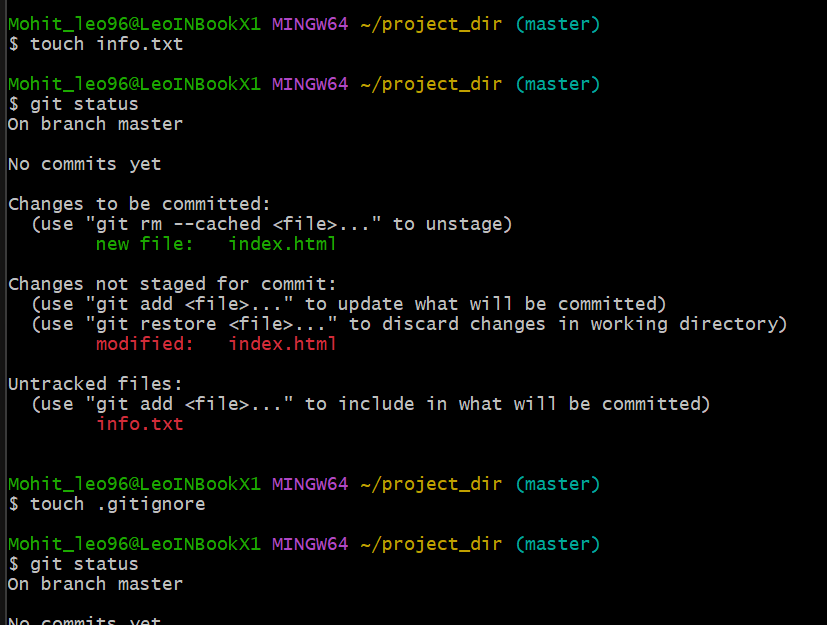 Mohit_leo96@LeoINBookX1 MINGW64 ~/project_dir (master)
$ touch info.txt
Mohit_leo96@LeoINBookX1 MINGW64 ~/project_dir (master)
$ git status
On branch master
No commits yet
Changes to be committed:
  (use "git rm --cached <file>..." to unstage)
        new file:   index.html
Changes not staged for commit:
  (use "git add <file>..." to update what will be committed)
  (use "git restore <file>..." to discard changes in working directory)
        modified:   index.html
Untracked files:
  (use "git add <file>..." to include in what will be committed)
        info.txt
Mohit_leo96@LeoINBookX1 MINGW64 ~/project_dir (master)
$ touch .gitignore
Mohit_leo96@LeoINBookX1 MINGW64 ~/project_dir (master)
$ git status
On branch master
No commits yet